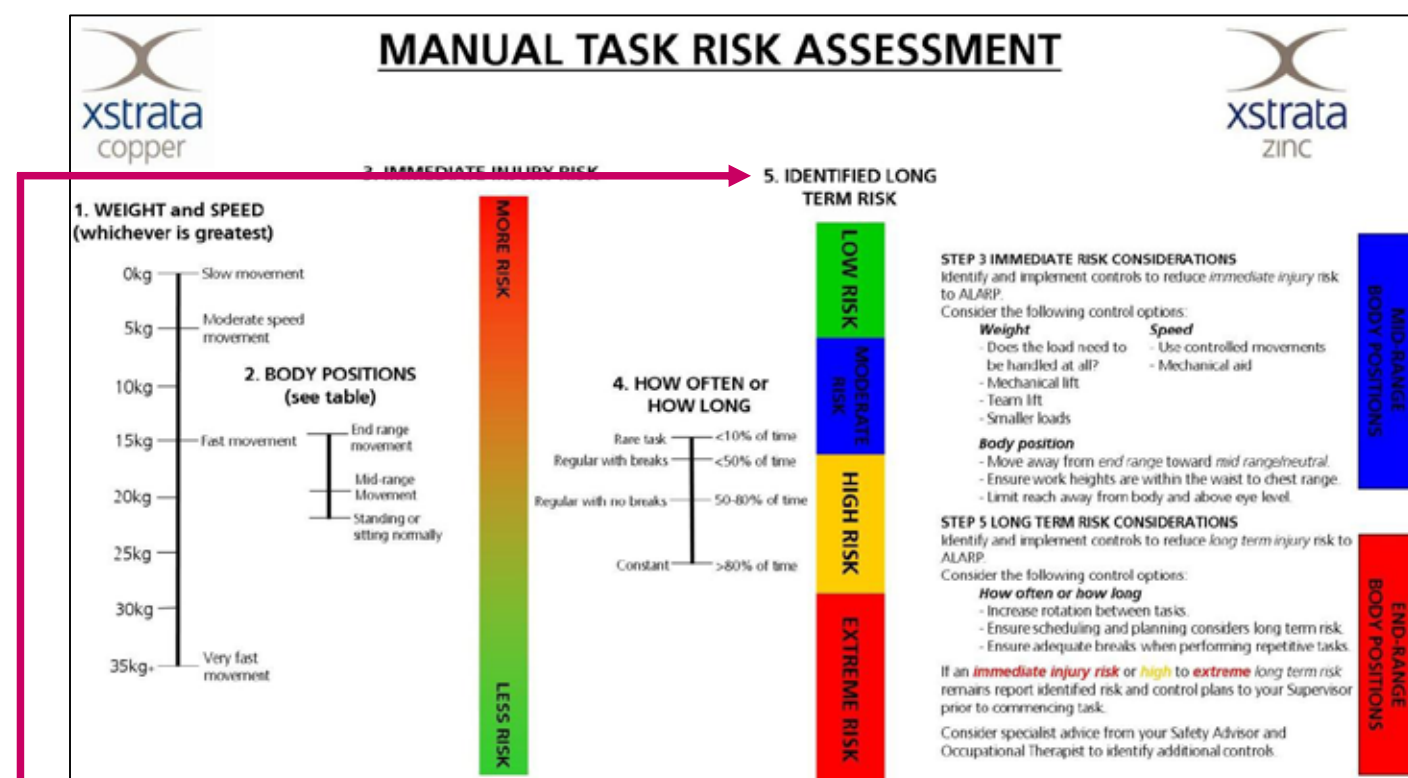 MANUAL TASK RISK ASSESSMENT
xstrata
copper
xstrata
zinc
1. WEIGHT and SPEED
(whichever is greatest)
0kg
Slow movement
5kg
Moderate speed
movement
10kg
15kg
Fast movement
20kg
25kg
30kg
35kg+
Very fast
movement
2. BODY POSITIONS
(see table)
End range
movement
Mid-range
Movement
Standing or
sitting normally
3. IMMEDIATE INJURY RISK
MORE RISK
LESS RISK
4. HOW OFTEN or
HOW LONG
Rare task
<10% of time
Regular with breaks
<50% of time
Regular with no breaks
50-80% of time
Constant
>80% of time
5. IDENTIFIED LONG
TERM RISK
LOW RISK
MODERATE
RISK
HIGH RISK
EXTREME RISK
STEP 3 IMMEDIATE RISK CONSIDERATIONS
Identify and implement controls to reduce immediate injury risk
to ALARP.
Consider the following control options:
Weight
- Does the load need to
be handled at all?
- Mechanical lift
- Team lift
- Smaller loads
Speed
- Use controlled movements
- Mechanical aid
Body position
- Move away from end range toward mid range/neutral.
- Ensure work heights are within the waist to chest range.
- Limit reach away from body and above eye level.
STEP 5 LONG TERM RISK CONSIDERATIONS
Identify and implement controls to reduce long term injury risk to
ALARP.
Consider the following control options:
How often or how long
- Increase rotation between tasks.
- Ensure scheduling and planning considers long term risk.
- Ensure adequate breaks when performing repetitive tasks.
If an immediate injury risk or high to extreme long term risk
remains report identified risk and control plans to your Supervisor
prior to commencing task.
Consider specialist advice from your Safety Advisor and
Occupational Therapist to identify additional controls.
MID-RANGE
BODY POSITIONS
END-RANGE
BODY POSITIONS